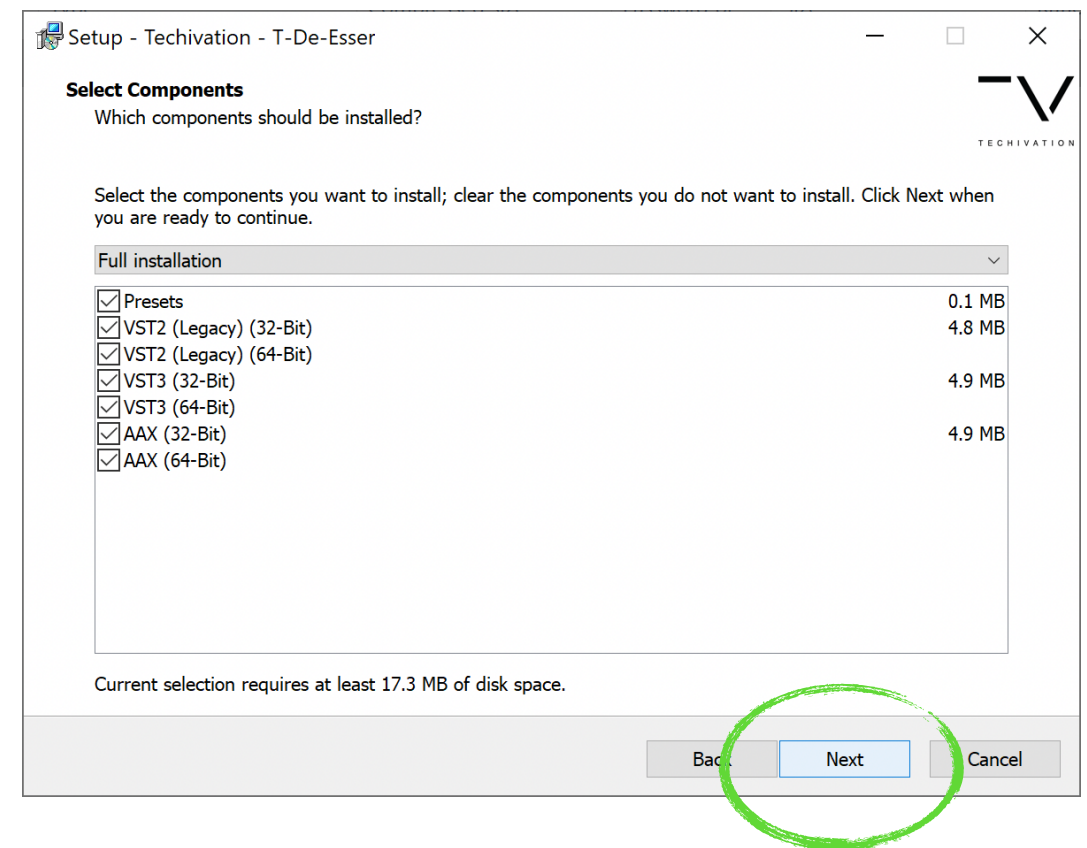 Setup - Techivation - T-De-Esser
Select Components
Which components should be installed?
TECHIVATION
Select the components you want to install; clear the components you do not want to install. Click Next when
you are ready to continue.
Full installation
Presets 0.1 MB
VST2 (Legacy) (32-Bit) 4.8 MB
VST2 (Legacy) (64-Bit)
VST3 (32-Bit) 4.9 MB
VST3 (64-Bit)
AAX (32-Bit) 4.9 MB
AAX (64-Bit)
Current selection requires at least 17.3 MB of disk space.
Back Next Cancel